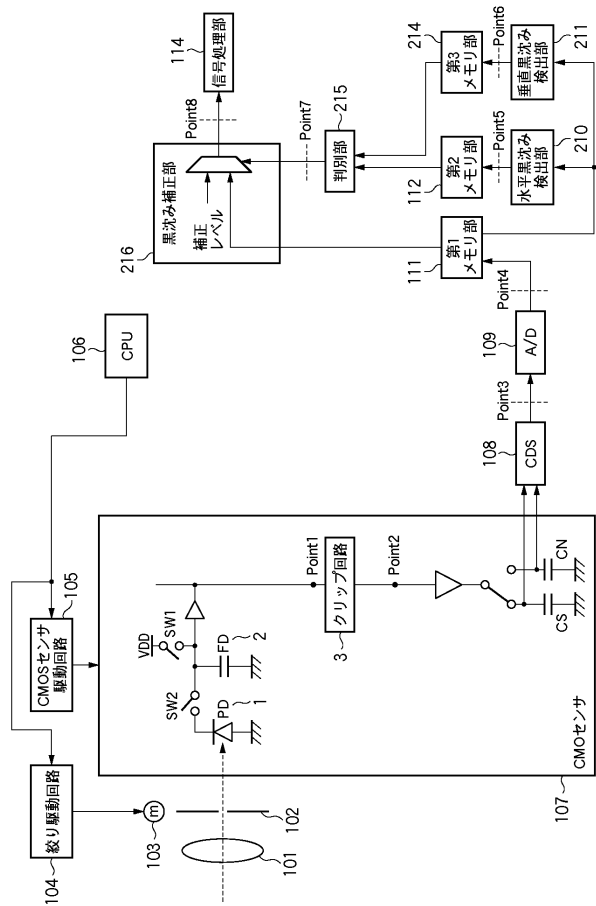 104
絞り駆動回路
103
m
101
102
105
CMOSセンサ
駆動回路
106
CPU
107
CMOセンサ
PD
1
SW2
VDD
SW1
FD
2
Point1
クリップ回路
3
Point2
CS
CN
108
CDS
Point3
109
A/D
Point4
111
第1
メモリ部
112
第2
メモリ部
214
第3
メモリ部
Point5
水平黒沈み
検出部
210
Point6
垂直黒沈み
検出部
211
判別部
215
Point7
216
黒沈み補正部
補正
レベル
Point8
114
信号処理部